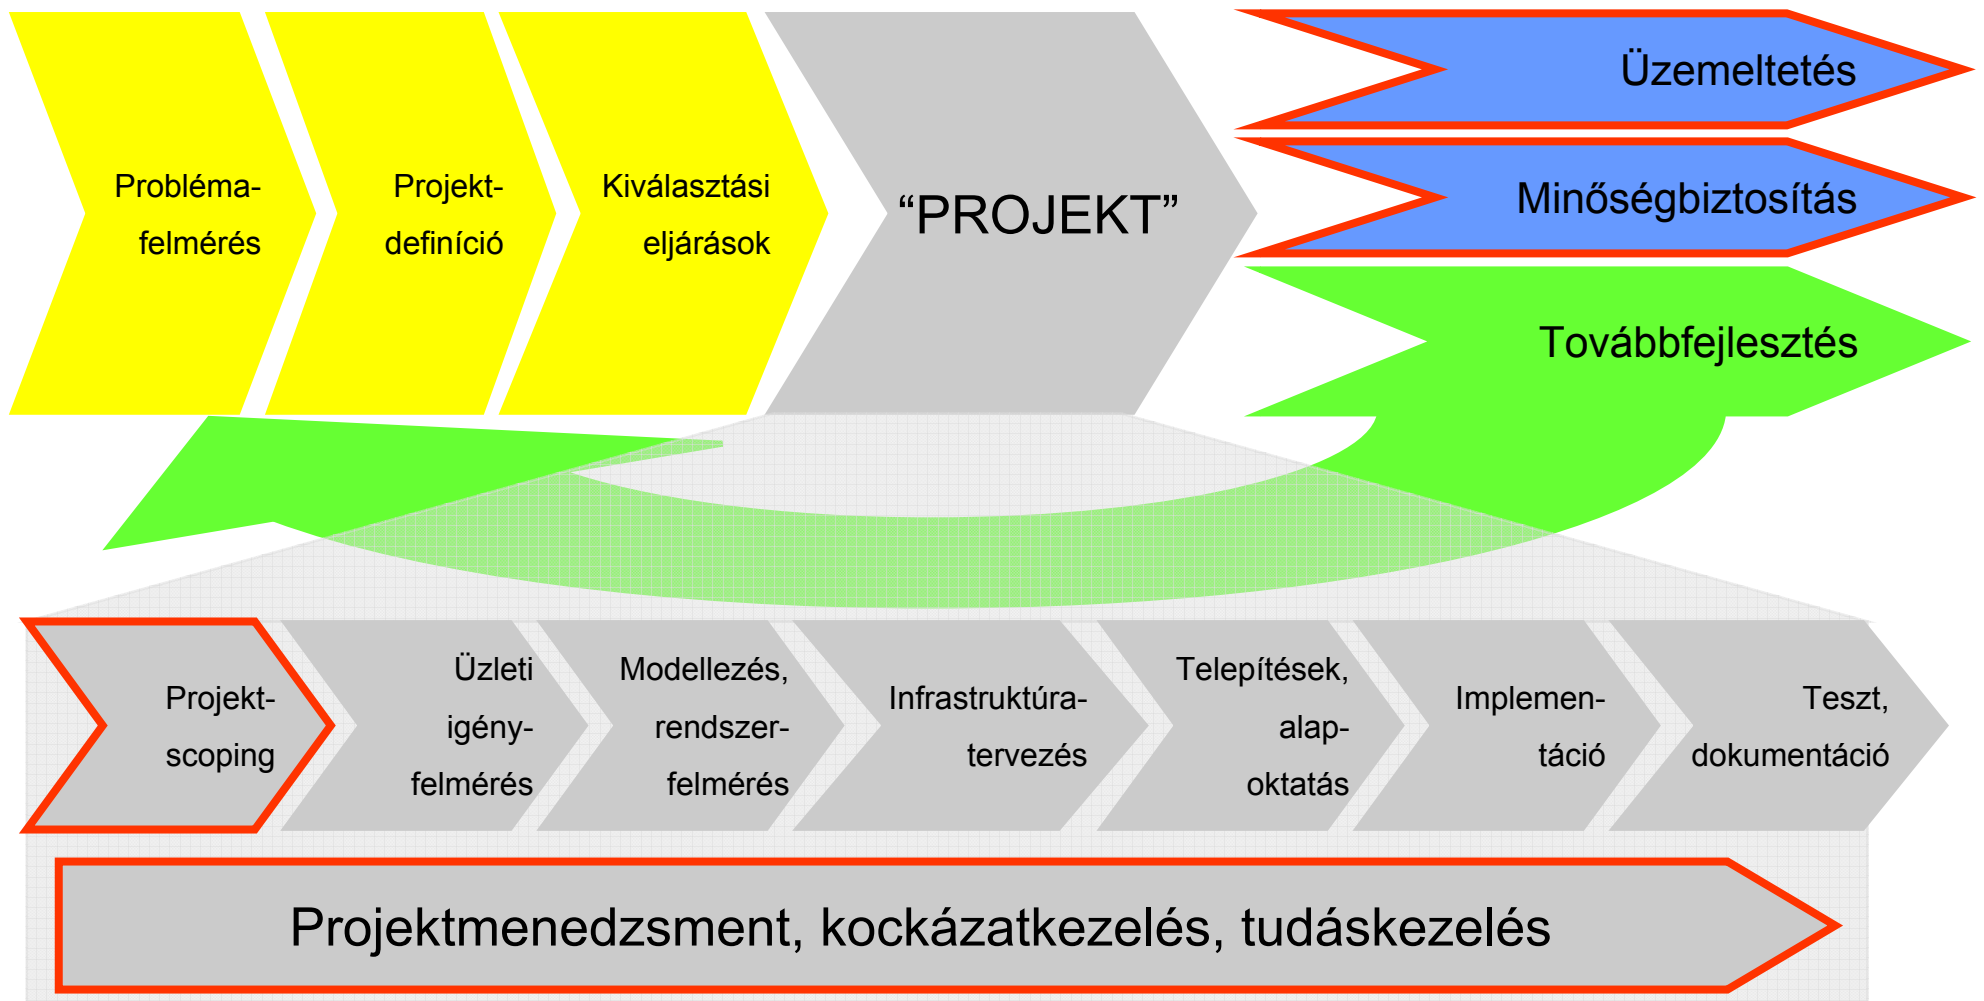 Probléma-
felmérés
Projekt-
definíció
Kiválasztási
eljárások
“PROJEKT”
Üzemeltetés
Minőségbiztosítás
Továbbfejlesztés
Projekt-
scoping
Üzleti
igény-
felmérés
Modellezés,
rendszer-
felmérés
Infrastruktúra-
tervezés
Telepítések,
alap-
oktatás
Implemen-
táció
Teszt,
dokumentáció
Projektmenedzsment, kockázatkezelés, tudáskezelés